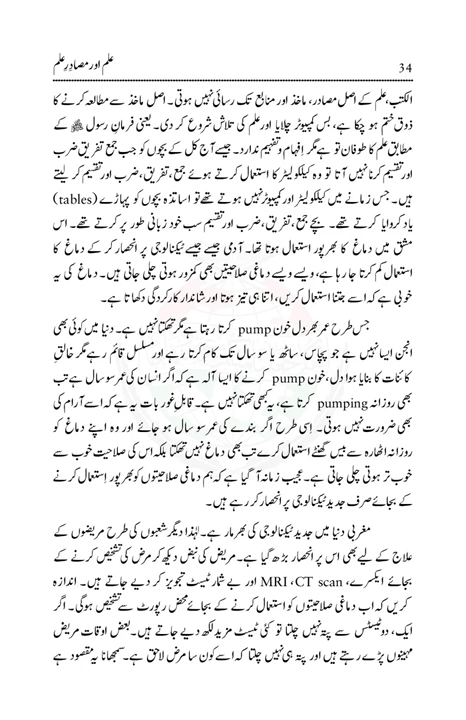 34
علم اور مصادرِ علم
الکتب، علم کے اصل مصادر، ماخذ اور منابع تک رسائی نہیں ہوتی۔ اصل ماخذ سے مطالعہ کرنے کا
ذوق ختم ہو چکا ہے، بس کمپیوٹر چلایا اور علم کی تلاش شروع کر دی۔ یعنی فرمانِ رسول ﷺ کے
مطابق علم کا طوفان تو ہے مگر اِفہام و تفہیم ندارد۔ جیسے آج کل کے بچوں کو جب جمع تفریق ضرب
اور تقسیم کرنا نہیں آتا تو وہ کیلکولیٹر کا استعمال کرتے ہوئے جمع، تفریق، ضرب اور تقسیم کر لیتے
ہیں۔ جس زمانے میں کیلکولیٹر اور کمپیوٹر نہیں ہوتے تھے تو اساتذہ بچوں کو پہاڑے (tables)
یاد کروایا کرتے تھے۔ بچے جمع، تفریق، ضرب اور تقسیم سب خود زبانی طور پر کرتے تھے۔ اس
مشق میں دماغ کا بھرپور استعمال ہوتا تھا۔ آدمی جیسے جیسے ٹیکنالوجی پر انحصار کر کے دماغ کا
استعمال کم کرتا جا رہا ہے، ویسے ویسے دماغی صلاحیتیں بھی کمزور ہوتی چلی جاتی ہیں۔ دماغ کی یہ
خوبی ہے کہ اسے جتنا استعمال کریں، اتنا ہی تیز ہوتا اور شاندار کارکردگی دکھاتا ہے۔
جس طرح عمر بھر دل خون pump کرتا رہتا ہے مگر تھکتا نہیں ہے۔ دنیا میں کوئی بھی
انجن ایسا نہیں ہے جو پچاس، ساٹھ یا سو سال تک کام کرتا رہے اور مسلسل قائم رہے مگر خالقِ
کائنات کا بنایا ہوا دل، خون pump کرنے کا ایسا آلہ ہے کہ اگر انسان کی عمر سو سال ہے تب
بھی روزانہ pumping کرتا ہے، یہ کبھی تھکتا نہیں ہے۔ قابلِ غور بات یہ ہے کہ اسے آرام کی
بھی ضرورت نہیں ہوتی۔ اِسی طرح اگر بندے کی عمر سو سال ہو جائے اور وہ اپنے دماغ کو
روزانہ اٹھارہ سے بیس گھنٹے استعمال کرے تب بھی دماغ نہیں تھکتا بلکہ اس کی صلاحیت خوب سے
خوب تر ہوتی چلی جاتی ہے۔ عجیب زمانہ آ گیا ہے کہ ہم دماغی صلاحیتوں کو بھرپور اِستعمال کرنے
کے بجائے صرف جدید ٹیکنالوجی پر انحصار کر رہے ہیں۔
مغربی دنیا میں جدید ٹیکنالوجی کی بھرمار ہے۔ لہٰذا دیگر شعبوں کی طرح مریضوں کے
علاج کے لیے بھی اس پر انحصار بڑھ گیا ہے۔ مریض کی نبض دیکھ کر مرض کی تشخیص کرنے کے
بجائے ایکسرے، MRI ،CT scan اور بے شمار ٹیسٹ تجویز کر دیے جاتے ہیں۔ اندازہ
کریں کہ اب دماغی صلاحیتوں کو استعمال کرنے کے بجائے محض رپورٹ سے تشخیص ہوگی۔ اگر
ایک، دو ٹیسٹس سے پتہ نہیں چلتا تو کئی ٹیسٹ مزید لکھ دیے جاتے ہیں۔ بعض اوقات مریض
مہینوں پڑے رہتے ہیں اور پتہ ہی نہیں چلتا کہ اسے کون سا مرض لاحق ہے۔ سمجھانا یہ مقصود ہے